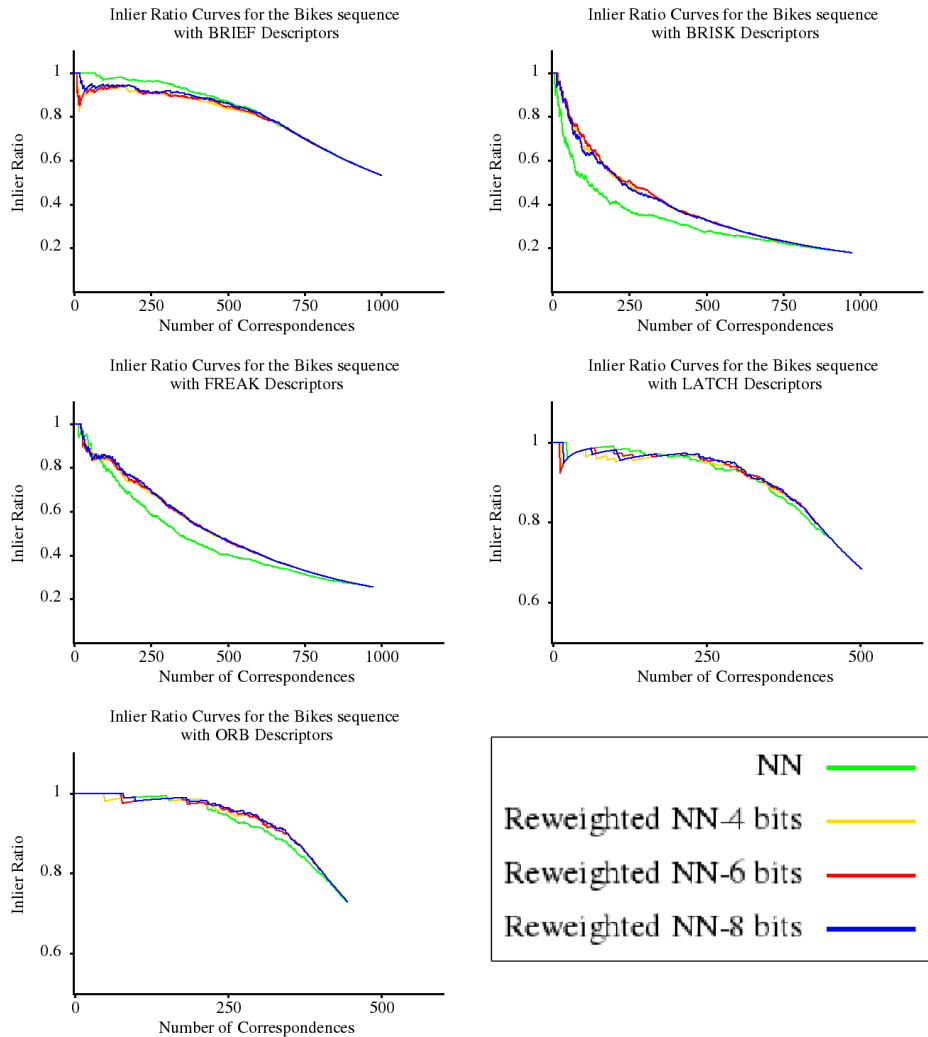 Inlier Ratio Curves for the Bikes sequence
with BRIEF Descriptors
1
0.8
0.6
0.4
0.2
Inlier Ratio
0 250 500 750 1000
Number of Correspondences
Inlier Ratio Curves for the Bikes sequence
with BRISK Descriptors
1
0.8
0.6
0.4
0.2
Inlier Ratio
0 250 500 750 1000
Number of Correspondences
Inlier Ratio Curves for the Bikes sequence
with FREAK Descriptors
1
0.8
0.6
0.4
0.2
Inlier Ratio
0 250 500 750 1000
Number of Correspondences
Inlier Ratio Curves for the Bikes sequence
with LATCH Descriptors
1
0.8
0.6
Inlier Ratio
0 250 500
Number of Correspondences
Inlier Ratio Curves for the Bikes sequence
with ORB Descriptors
1
0.8
0.6
Inlier Ratio
0 250 500
Number of Correspondences
NN
Reweighted NN-4 bits
Reweighted NN-6 bits
Reweighted NN-8 bits